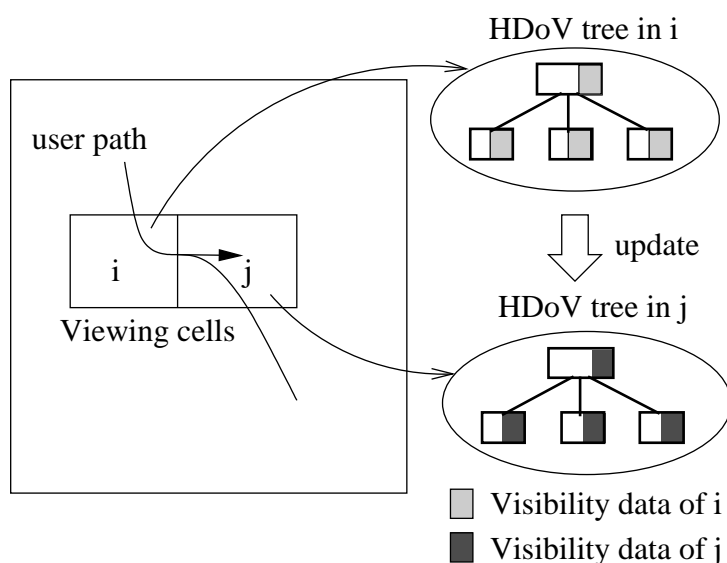 HDoV tree in i
user path
i
j
Viewing cells
update
HDoV tree in j
Visibility data of i
Visibility data of j